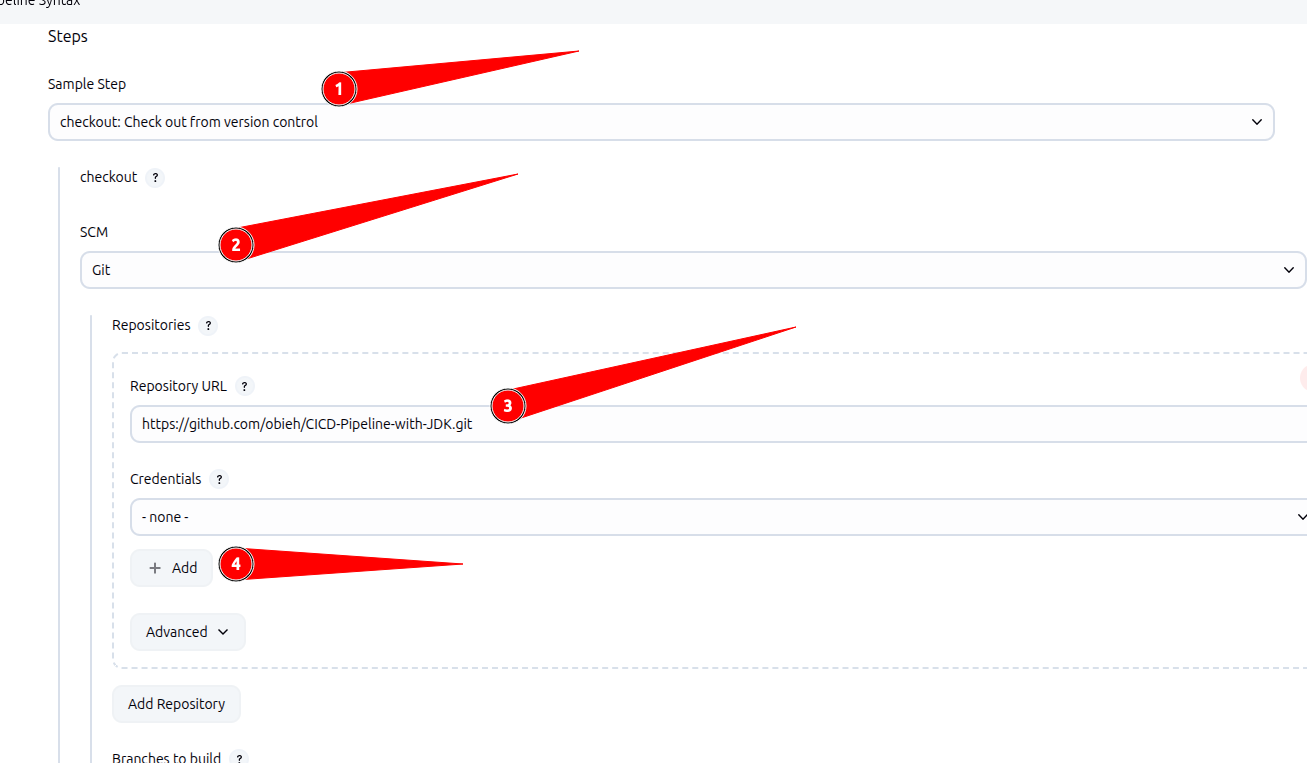 Pipeline Syntax
Steps
1
Sample Step
checkout: Check out from version control
checkout ?
2
SCM
Git
Repositories ?
Repository URL ?
3
https://github.com/obieh/CICD-Pipeline-with-JDK.git
Credentials ?
- none -
4
+ Add
Advanced
Add Repository
Branches to build ?